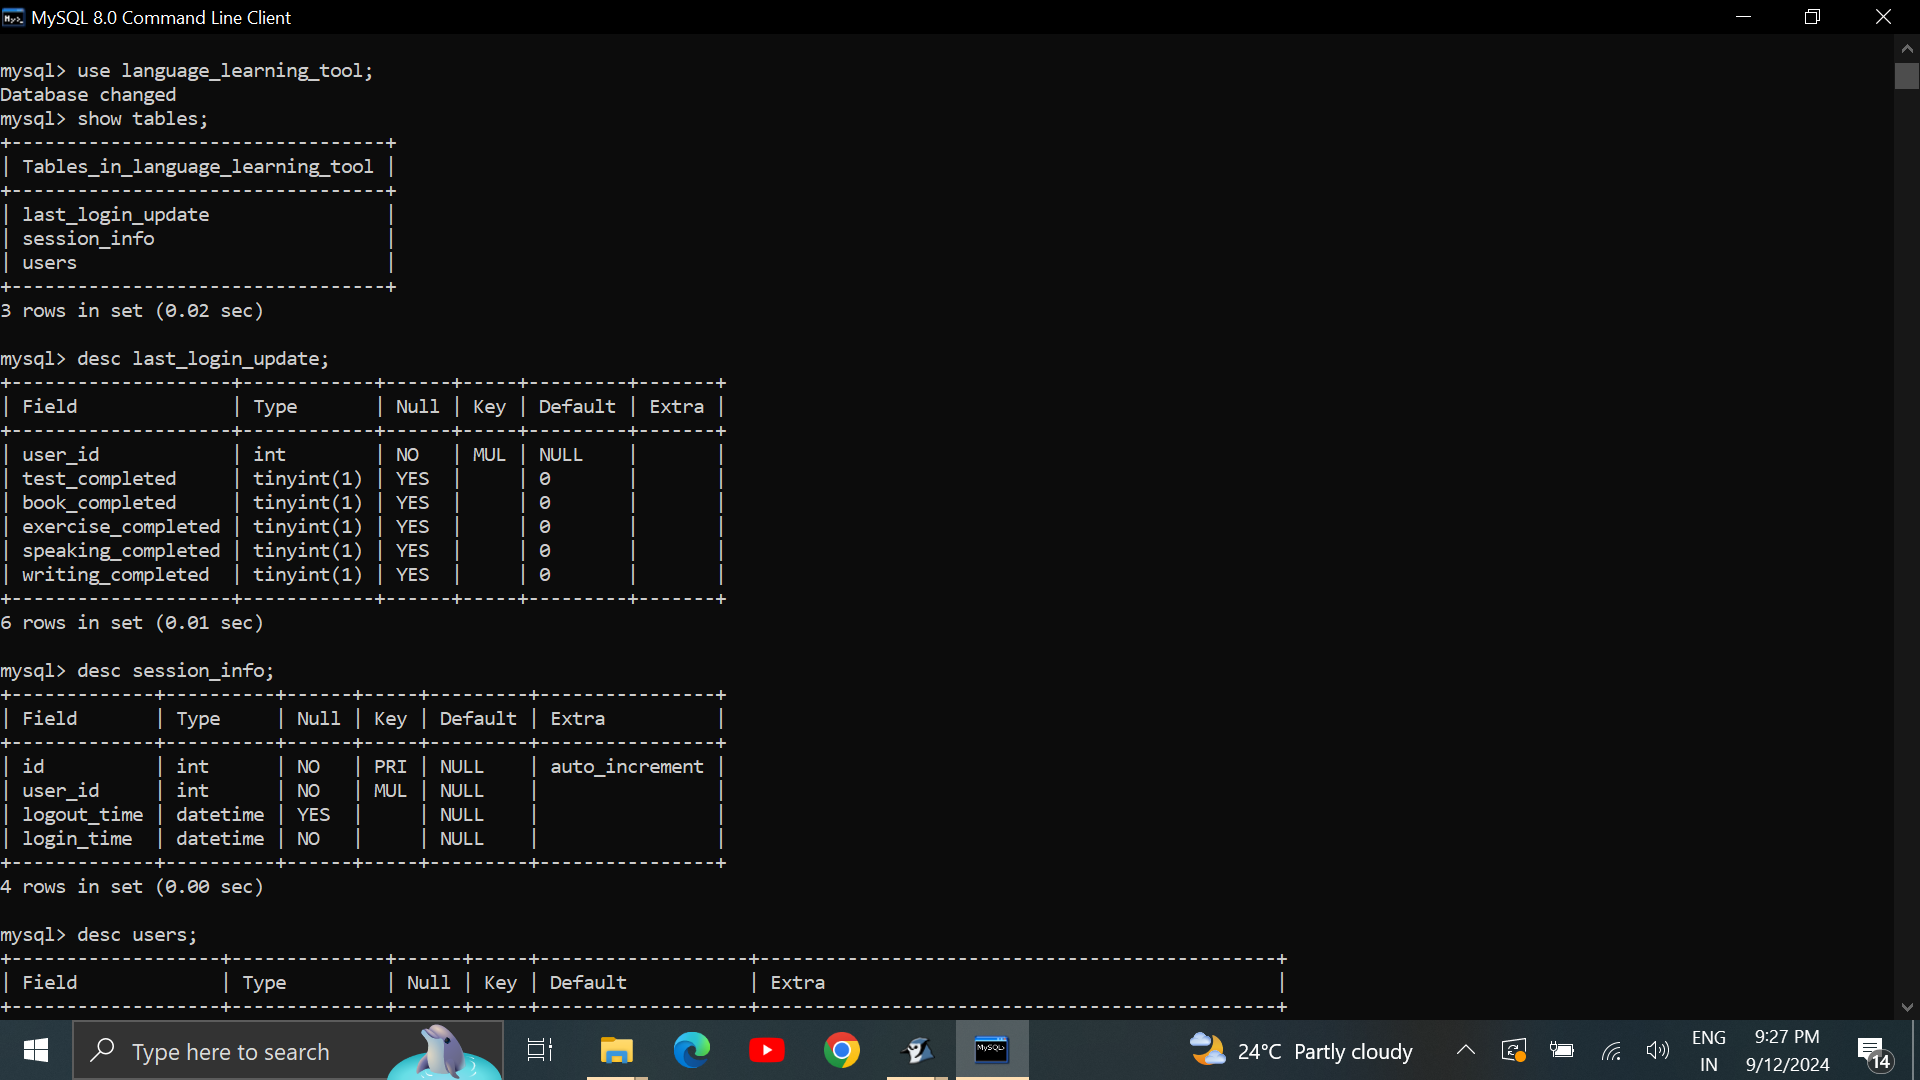 MySQL 8.0 Command Line Client
mysql> use language_learning_tool;
Database changed
mysql> show tables;
+----------------------------------+
| Tables_in_language_learning_tool |
+----------------------------------+
| last_login_update                |
| session_info                     |
| users                            |
+----------------------------------+
3 rows in set (0.02 sec)
mysql> desc last_login_update;
+--------------------+------------+------+-----+---------+-------+
| Field              | Type       | Null | Key | Default | Extra |
+--------------------+------------+------+-----+---------+-------+
| user_id            | int        | NO   | MUL | NULL    |       |
| test_completed     | tinyint(1) | YES  |     | 0       |       |
| book_completed     | tinyint(1) | YES  |     | 0       |       |
| exercise_completed | tinyint(1) | YES  |     | 0       |       |
| speaking_completed | tinyint(1) | YES  |     | 0       |       |
| writing_completed  | tinyint(1) | YES  |     | 0       |       |
+--------------------+------------+------+-----+---------+-------+
6 rows in set (0.01 sec)
mysql> desc session_info;
+-------------+----------+------+-----+---------+----------------+
| Field       | Type     | Null | Key | Default | Extra          |
+-------------+----------+------+-----+---------+----------------+
| id          | int      | NO   | PRI | NULL    | auto_increment |
| user_id     | int      | NO   | MUL | NULL    |                |
| logout_time | datetime | YES  |     | NULL    |                |
| login_time  | datetime | NO   |     | NULL    |                |
+-------------+----------+------+-----+---------+----------------+
4 rows in set (0.00 sec)
mysql> desc users;
+-------------------+--------------+------+-----+-------------------+-----------------------------------------------+
| Field             | Type         | Null | Key | Default           | Extra                                         |
+-------------------+--------------+------+-----+-------------------+-----------------------------------------------+
Type here to search
MySQL>
24°C Partly cloudy
ENG
IN
9:27 PM
9/12/2024
14